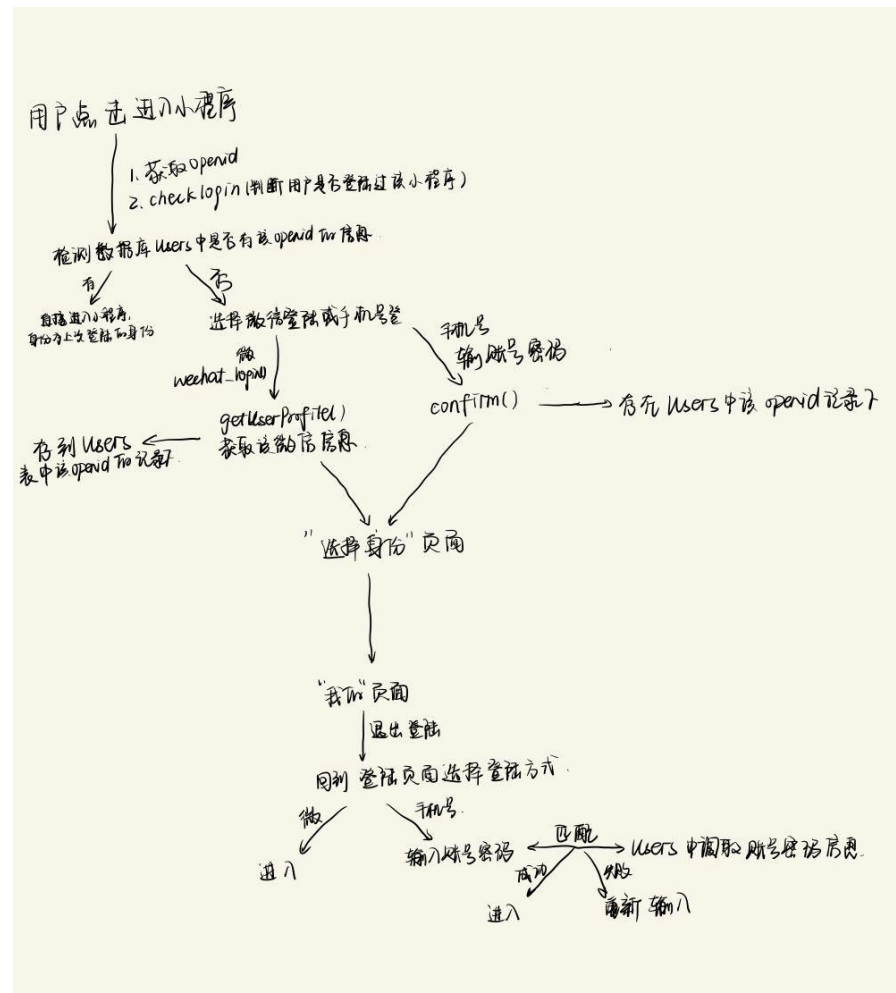 用户点击进入小程序
1. 获取openid
2. checklogin(判断用户是否登陆过该小程序)
检测数据库users中是否有该openid的信息
有
否
直接进入小程序,
身份为上次登陆的身份
选择微信登陆或手机号登
微
wechat_login()
手机号
输账号密码
getUserProfile()
获取该微信信息
confirm()
存在users中该openid记录下
存到users
表中该openid的记录下
"选择身份"页面
"我的"页面
退出登陆
回到登陆页面选择登陆方式.
微
手机号.
进入
输入账号密码
匹配
users中调取账号密码信息.
成功
失败
进入
重新输入